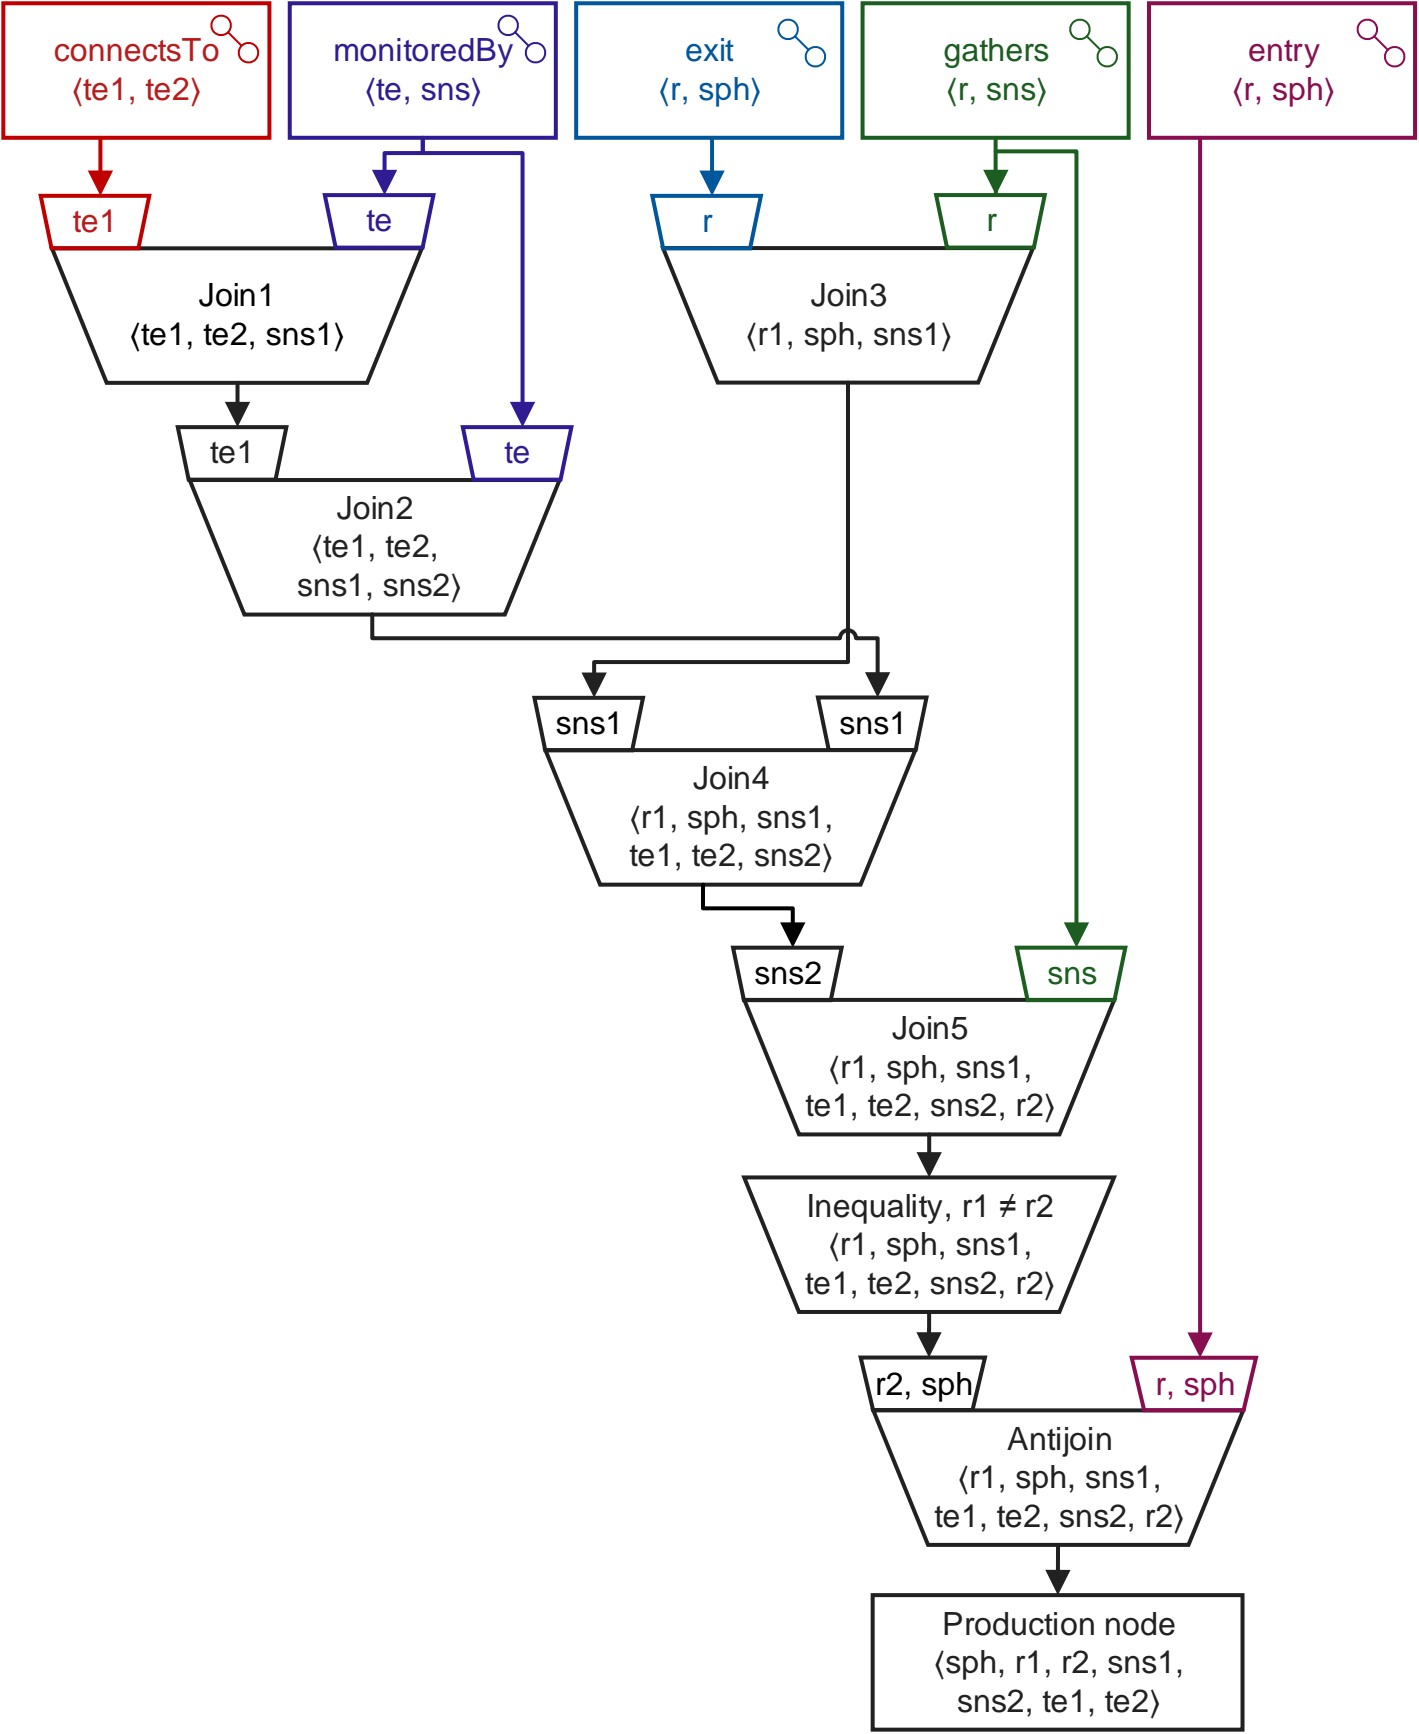 connectsTo
⟨te1, te2⟩
monitoredBy
⟨te, sns⟩
exit
⟨r, sph⟩
gathers
⟨r, sns⟩
entry
⟨r, sph⟩
te1
te
r
r
Join1
⟨te1, te2, sns1⟩
Join3
⟨r1, sph, sns1⟩
te1
te
Join2
⟨te1, te2,
sns1, sns2⟩
sns1
sns1
Join4
⟨r1, sph, sns1,
te1, te2, sns2⟩
sns2
sns
Join5
⟨r1, sph, sns1,
te1, te2, sns2, r2⟩
Inequality, r1 ≠ r2
⟨r1, sph, sns1,
te1, te2, sns2, r2⟩
r2, sph
r, sph
Antijoin
⟨r1, sph, sns1,
te1, te2, sns2, r2⟩
Production node
⟨sph, r1, r2, sns1,
sns2, te1, te2⟩